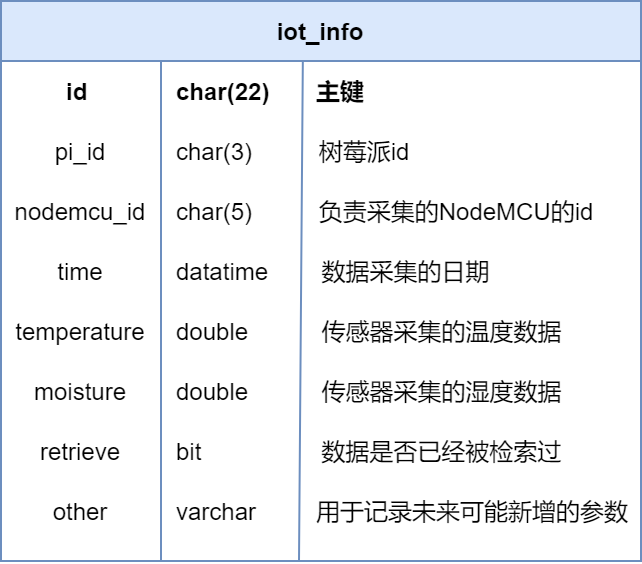 iot_info
id char(22) 主键
pi_id char(3) 树莓派id
nodemcu_id char(5) 负责采集的NodeMCU的id
time datatime 数据采集的日期
temperature double 传感器采集的温度数据
moisture double 传感器采集的湿度数据
retrieve bit 数据是否已经被检索过
other varchar 用于记录未来可能新增的参数